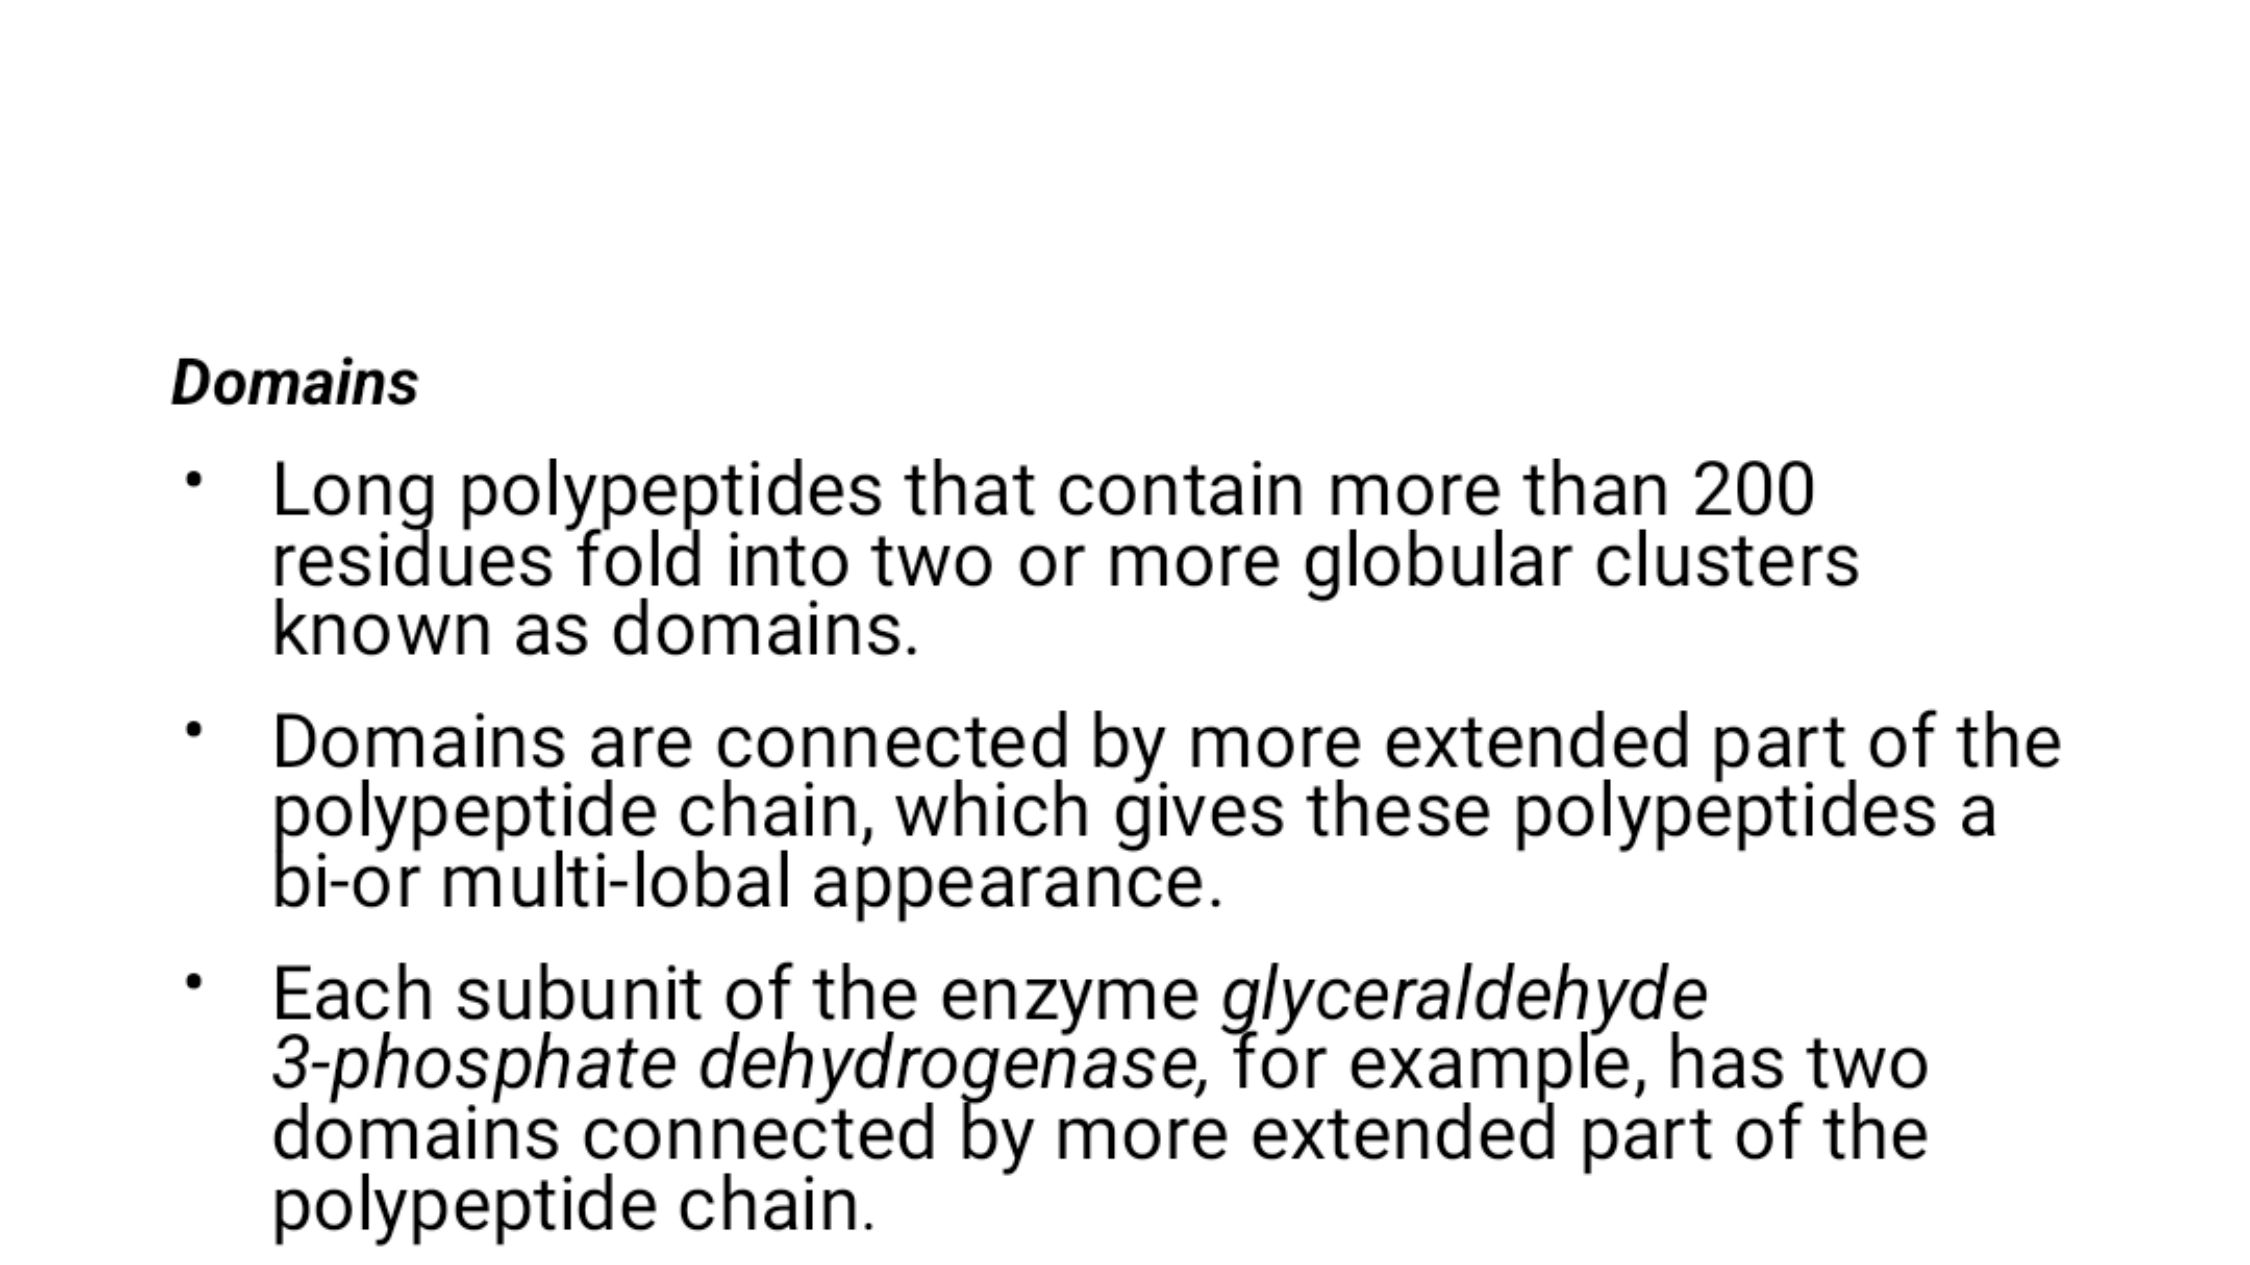 Domains
• Long polypeptides that contain more than 200
residues fold into two or more globular clusters
known as domains.
• Domains are connected by more extended part of the
polypeptide chain, which gives these polypeptides a
bi-or multi-lobal appearance.
• Each subunit of the enzyme glyceraldehyde
3-phosphate dehydrogenase, for example, has two
domains connected by more extended part of the
polypeptide chain.